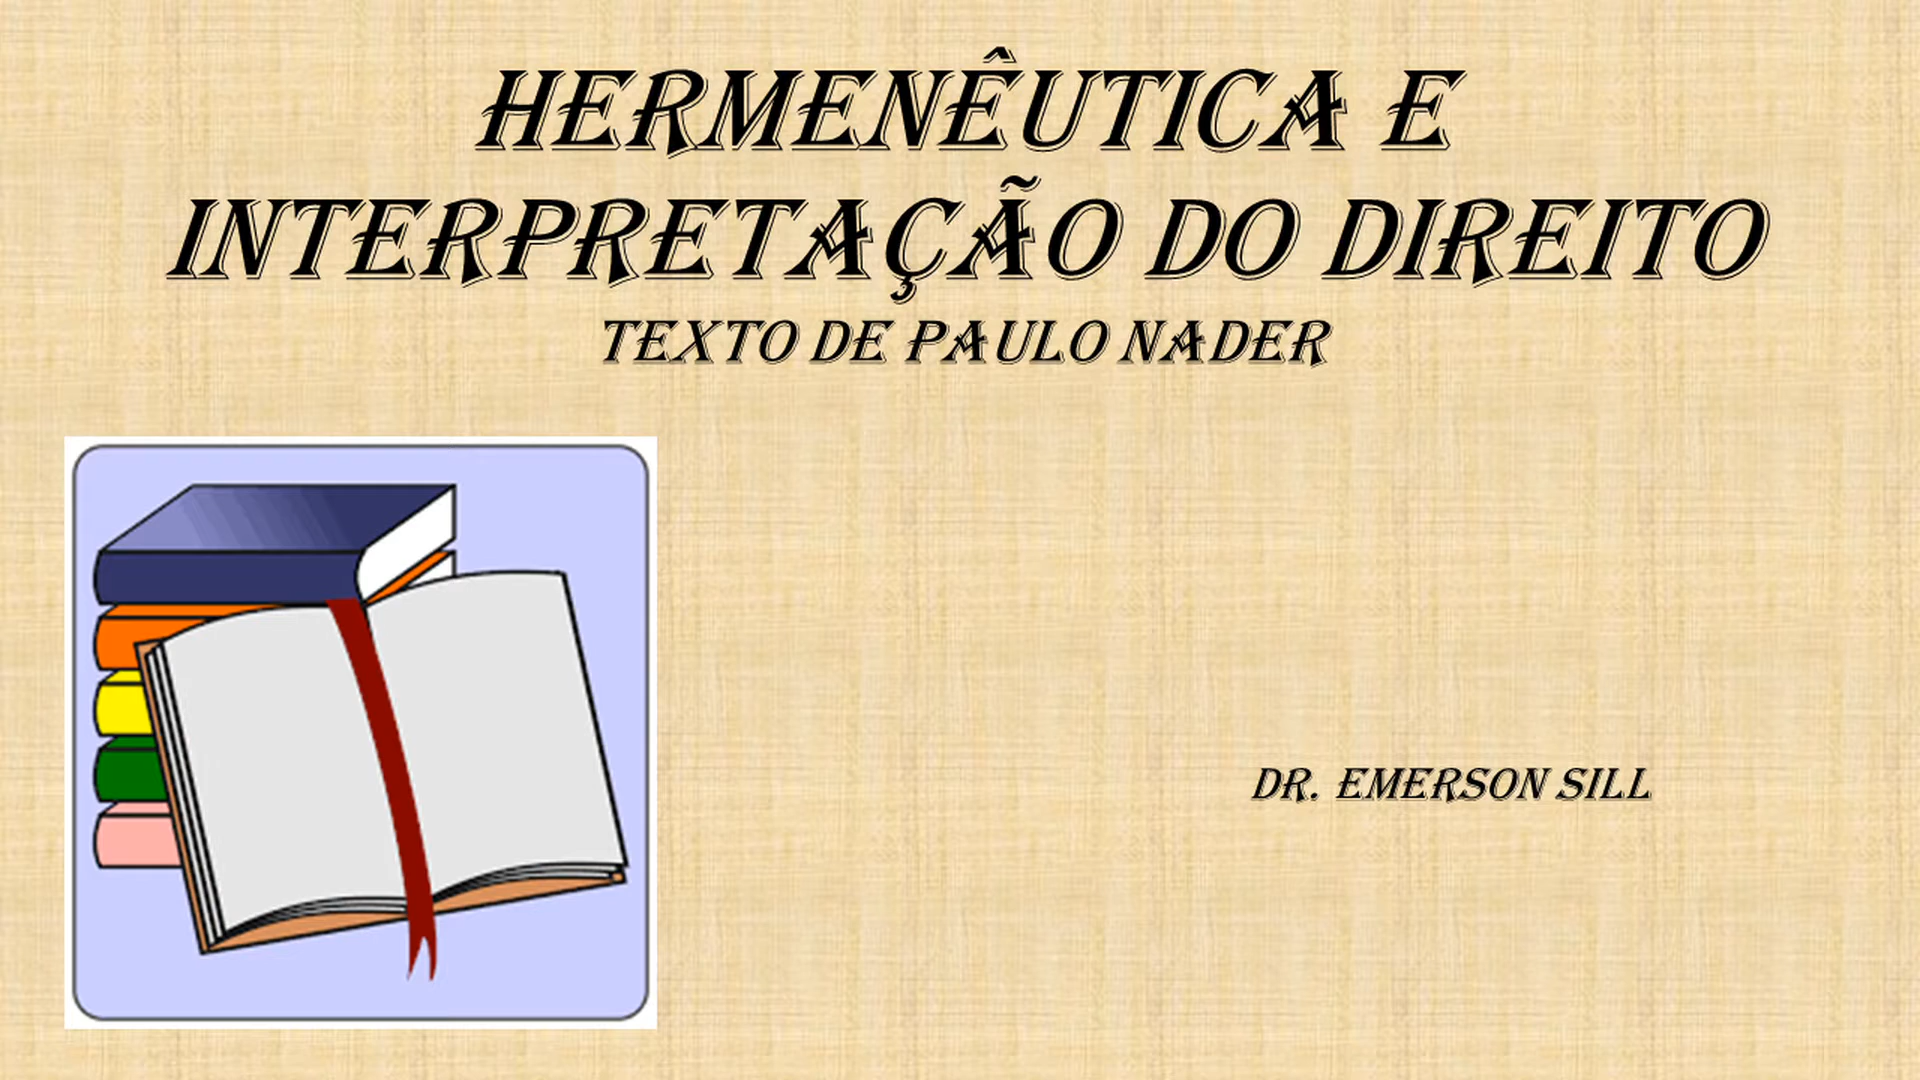 HERMENÊUTICA E
INTERPRETAÇÃO DO DIREITO
TEXTO DE PAULO NADER
DR. EMERSON SILL